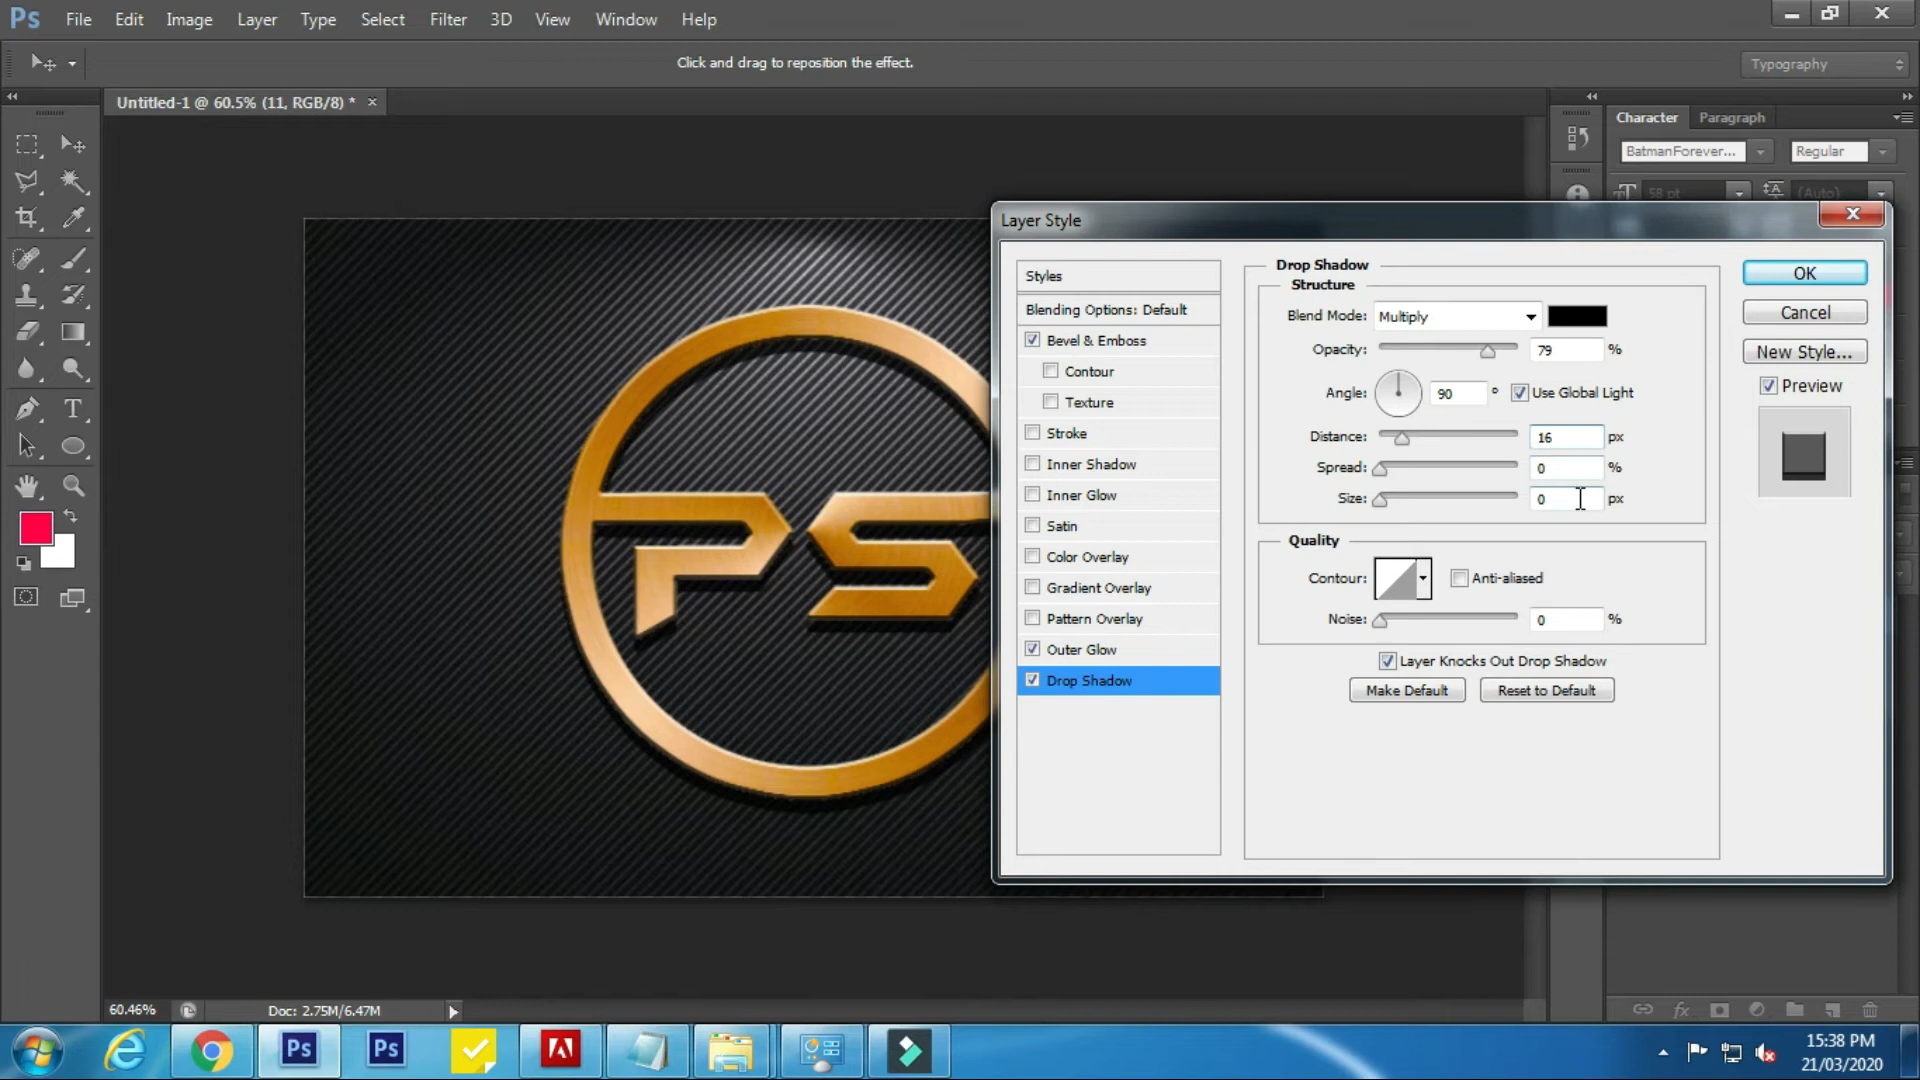 Ps File Edit Image Layer Type Select Filter 3D View Window Help
Click and drag to reposition the effect.
Typography
Untitled-1 @ 60.5% (11, RGB/8) *
Character Paragraph
BatmanForever... Regular
58 pt (Auto)
Layer Style
Styles
Blending Options: Default
Bevel & Emboss
Contour
Texture
Stroke
Inner Shadow
Inner Glow
Satin
Color Overlay
Gradient Overlay
Pattern Overlay
Outer Glow
Drop Shadow
Drop Shadow
Structure
Blend Mode: Multiply
Opacity: 79 %
Angle: 90 ° Use Global Light
Distance: 16 px
Spread: 0 %
Size: 0 px
Quality
Contour: Anti-aliased
Noise: 0 %
Layer Knocks Out Drop Shadow
Make Default Reset to Default
OK
Cancel
New Style...
Preview
PS
60.46% Doc: 2.75M/6.47M
fx
Ps Ps
15:38 PM
21/03/2020